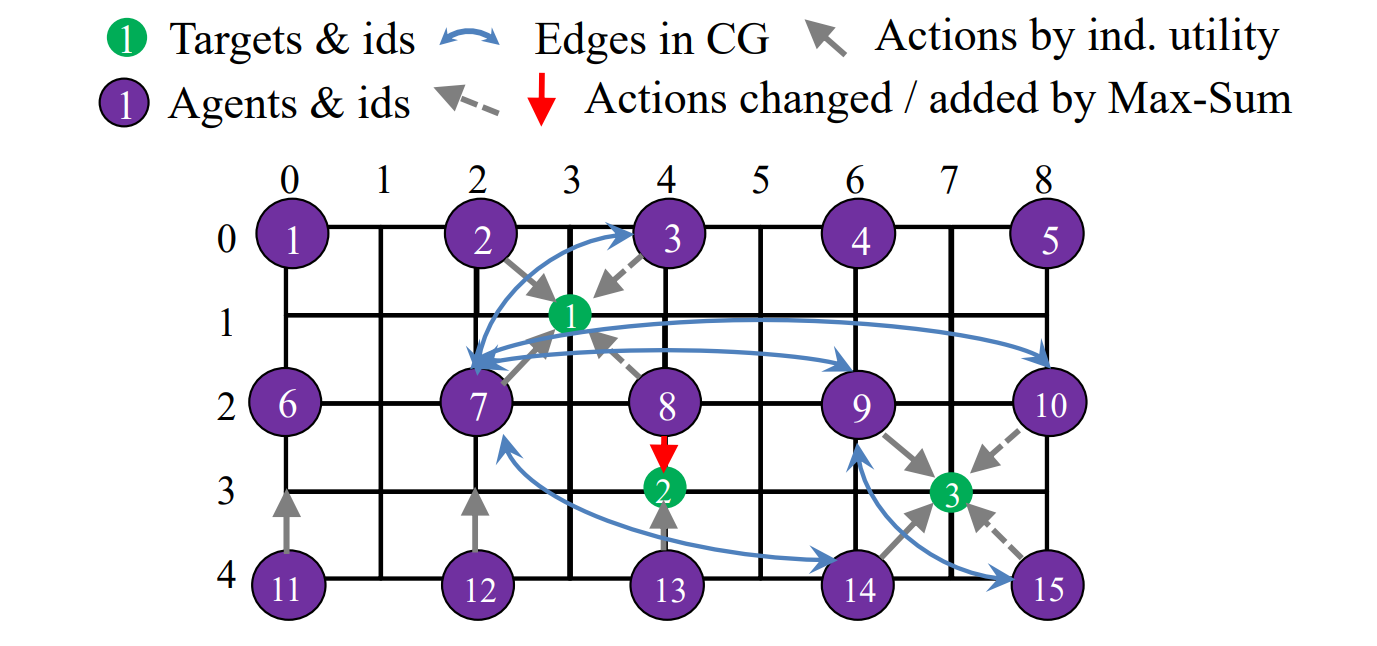 1 Targets & ids Edges in CG Actions by ind. utility
1 Agents & ids Actions changed / added by Max-Sum
0 1 2 3 4 5 6 7 8
0 1 2 3 4 5
1 1
2 6 7 8 9 10
3 2 3
4 11 12 13 14 15